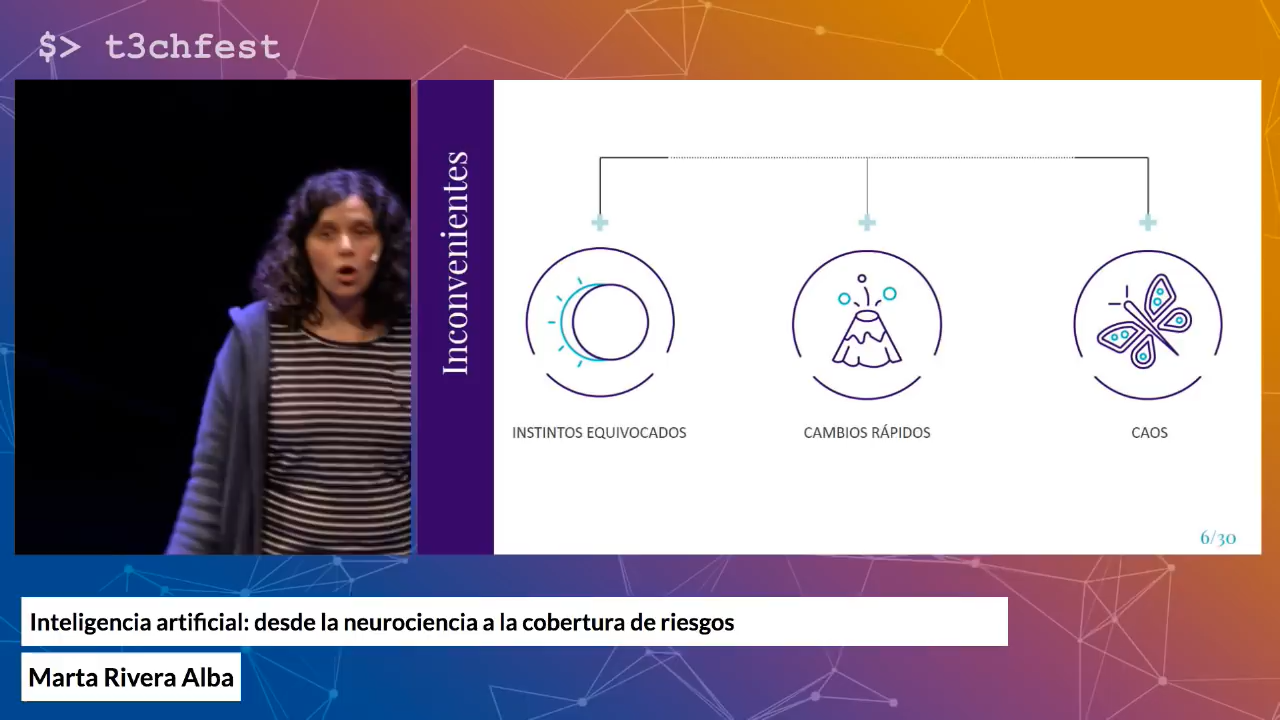 $> t3chfest
Inconvenientes
INSTINTOS EQUIVOCADOS
CAMBIOS RÁPIDOS
CAOS
6/30
Inteligencia artificial: desde la neurociencia a la cobertura de riesgos
Marta Rivera Alba